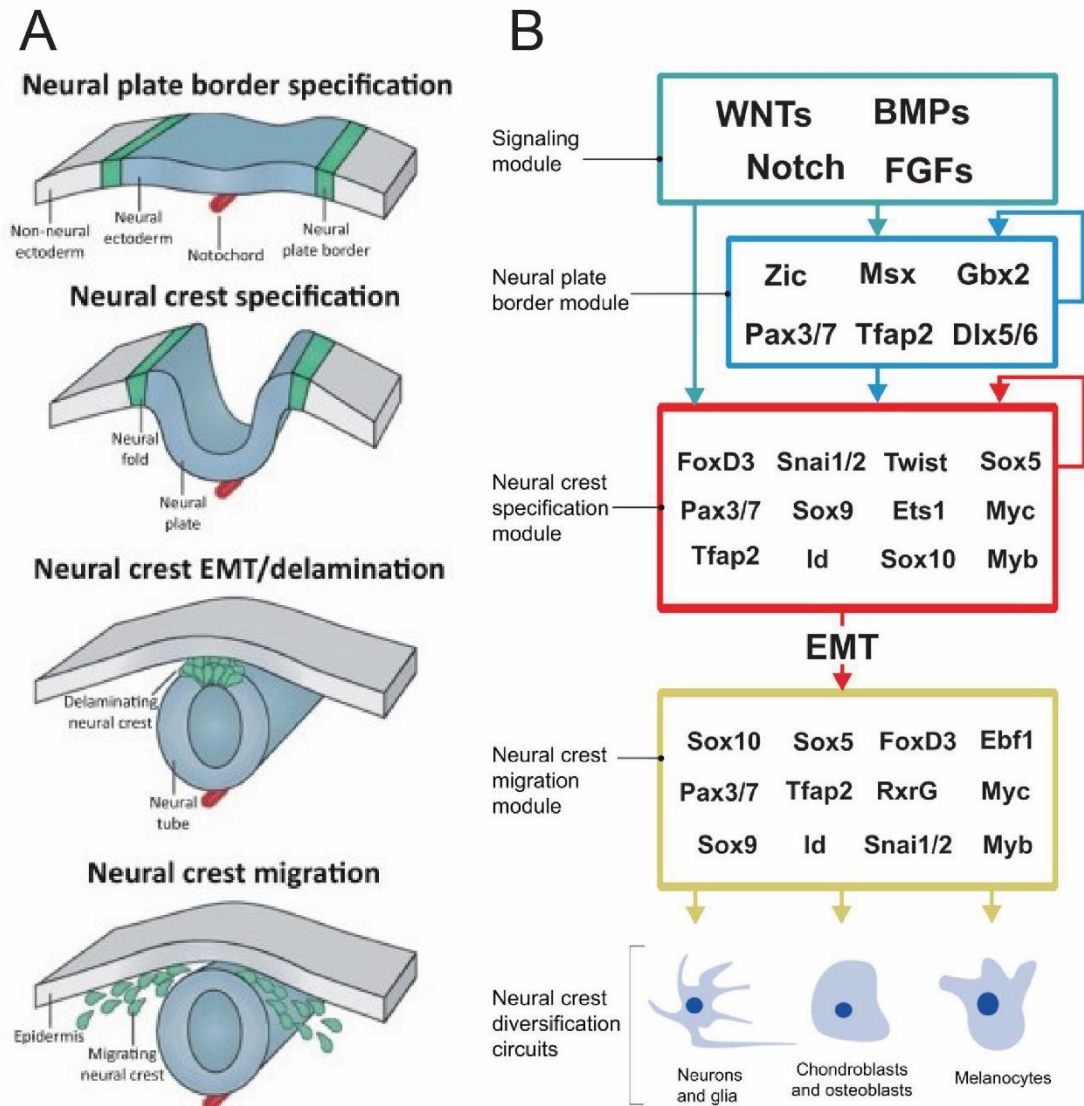 A
Neural plate border specification
Non-neural
ectoderm
Neural
ectoderm
Notochord
Neural
plate border
Neural crest specification
Neural
fold
Neural
plate
Neural crest EMT/delamination
Delaminating
neural crest
Neural
tube
Neural crest migration
Epidermis
Migrating
neural crest
B
Signaling
module
WNTs BMPs
Notch FGFs
Neural plate
border module
Zic Msx Gbx2
Pax3/7 Tfap2 Dlx5/6
Neural crest
specification
module
FoxD3 Snai1/2 Twist Sox5
Pax3/7 Sox9 Ets1 Myc
Tfap2 Id Sox10 Myb
EMT
Neural crest
migration
module
Sox10 Sox5 FoxD3 Ebf1
Pax3/7 Tfap2 RxrG Myc
Sox9 Id Snai1/2 Myb
Neural crest
diversification
circuits
Neurons
and glia
Chondroblasts
and osteoblasts
Melanocytes